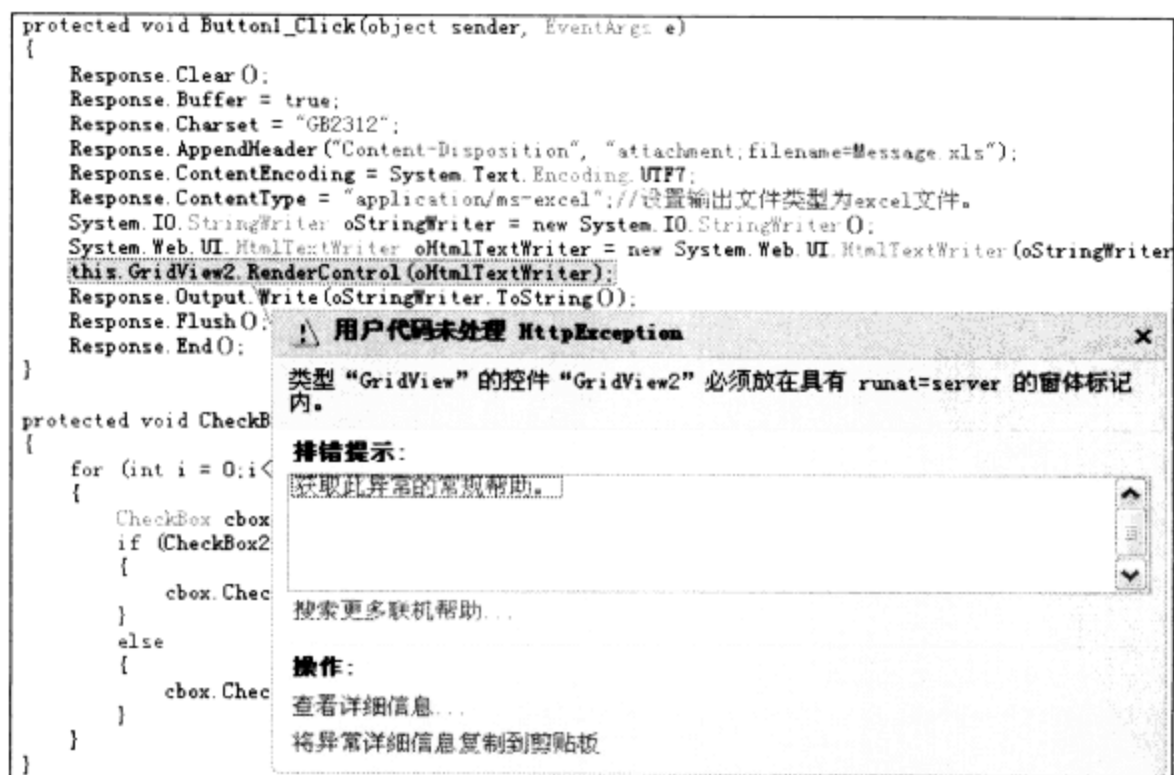 protected void Button1_Click(object sender, EventArgs e)
{
Response.Clear();
Response.Buffer = true;
Response.Charset = "GB2312";
Response.AppendHeader("Content-Disposition", "attachment;filename=Message.xls");
Response.ContentEncoding = System.Text.Encoding.UTF7;
Response.ContentType = "application/ms-excel";//设置输出文件类型为excel文件。
System.IO.StringWriter oStringWriter = new System.IO.StringWriter();
System.Web.UI.HtmlTextWriter oHtmlTextWriter = new System.Web.UI.HtmlTextWriter(oStringWriter
this.GridView2.RenderControl(oHtmlTextWriter);
Response.Output.Write(oStringWriter.ToString());
Response.Flush();
Response.End();
}
用户代码未处理 HttpException
类型“GridView”的控件“GridView2”必须放在具有 runat=server 的窗体标记
内。
protected void CheckB
{
for (int i = 0;i<
{
CheckBox cbox
if (CheckBox2
{
cbox.Chec
}
else
{
cbox.Chec
}
}
}
排错提示:
获取此异常的常规帮助。
搜索更多联机帮助...
操作:
查看详细信息...
将异常详细信息复制到剪贴板